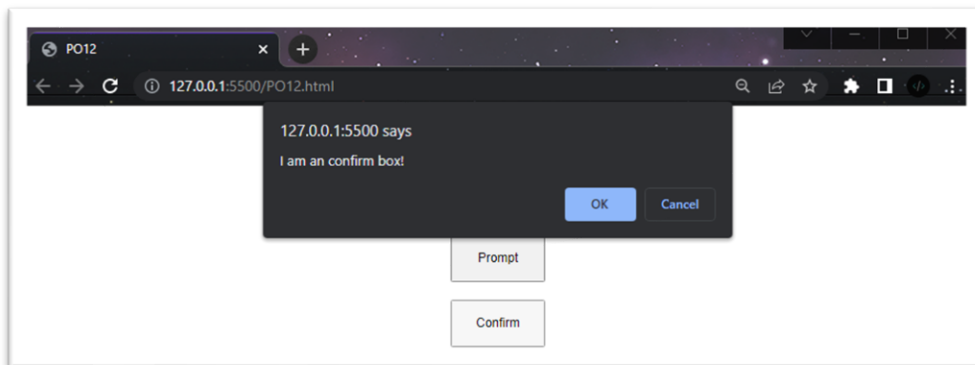 PO12
127.0.0.1:5500/PO12.html
127.0.0.1:5500 says
I am an confirm box!
OK Cancel
Prompt
Confirm